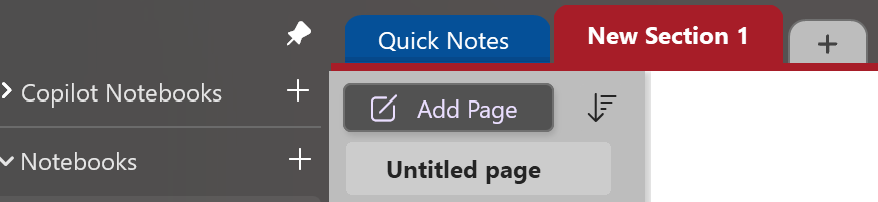 Quick Notes
New Section 1
+
Copilot Notebooks +
Add Page
Notebooks +
Untitled page